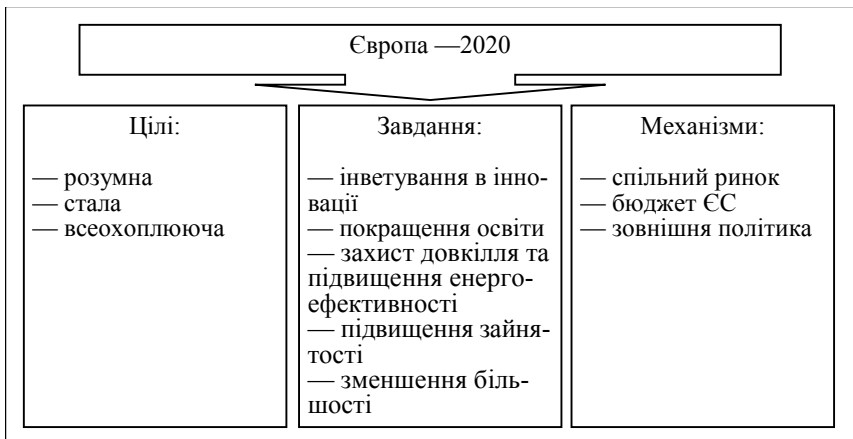 Європа —2020
Цілі:
— розумна
— стала
— всеохоплююча
Завдання:
— інветування в інно-
вації
— покращення освіти
— захист довкілля та
підвищення енерго-
ефективності
— підвищення зайня-
тості
— зменшення біль-
шості
Механізми:
— спільний ринок
— бюджет ЄС
— зовнішня політика